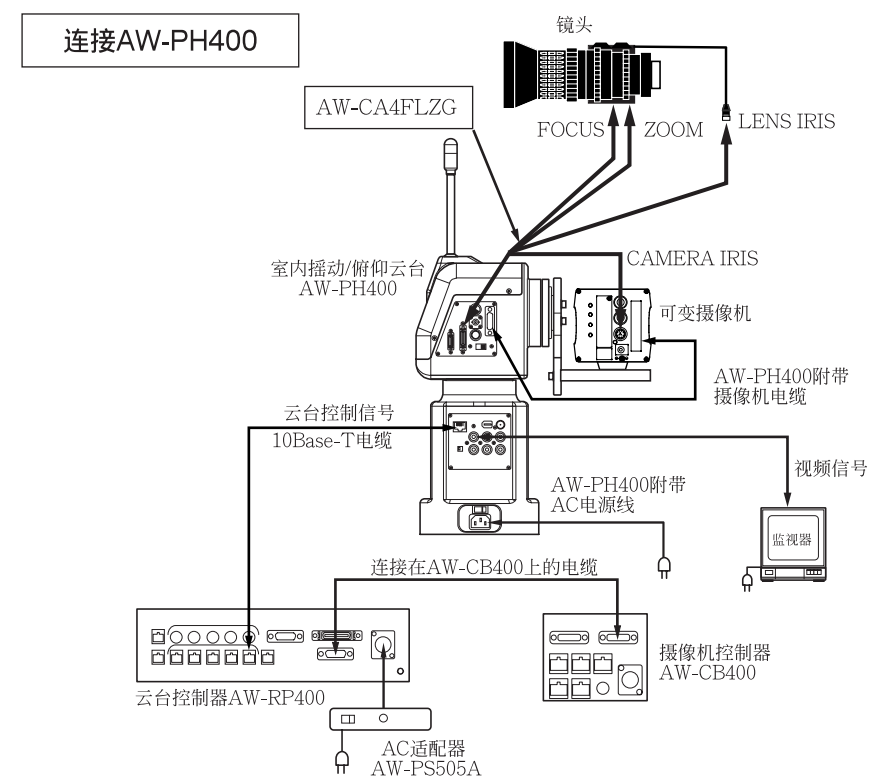 连接AW-PH400
镜头
AW-CA4FLZG
FOCUS
ZOOM
LENS IRIS
室内摇动/俯仰云台
AW-PH400
CAMERA IRIS
可变摄像机
AW-PH400附带
摄像机电缆
云台控制信号
10Base-T电缆
视频信号
AW-PH400附带
AC电源线
监视器
连接在AW-CB400上的电缆
摄像机控制器
AW-CB400
云台控制器AW-RP400
AC适配器
AW-PS505A